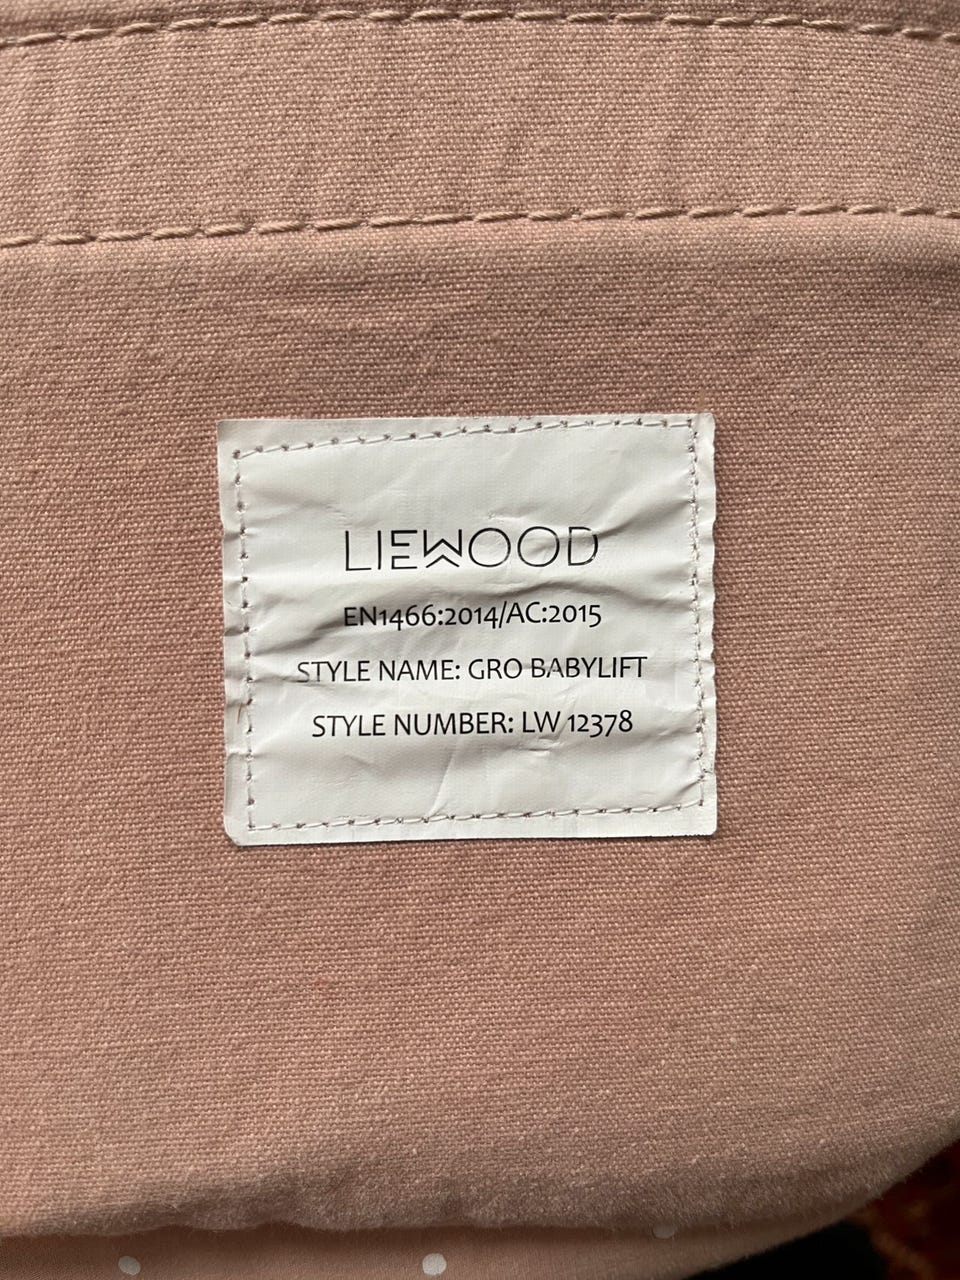 LIEWOOD
EN1466:2014/AC:2015
STYLE NAME: GRO BABYLIFT
STYLE NUMBER: LW 12378